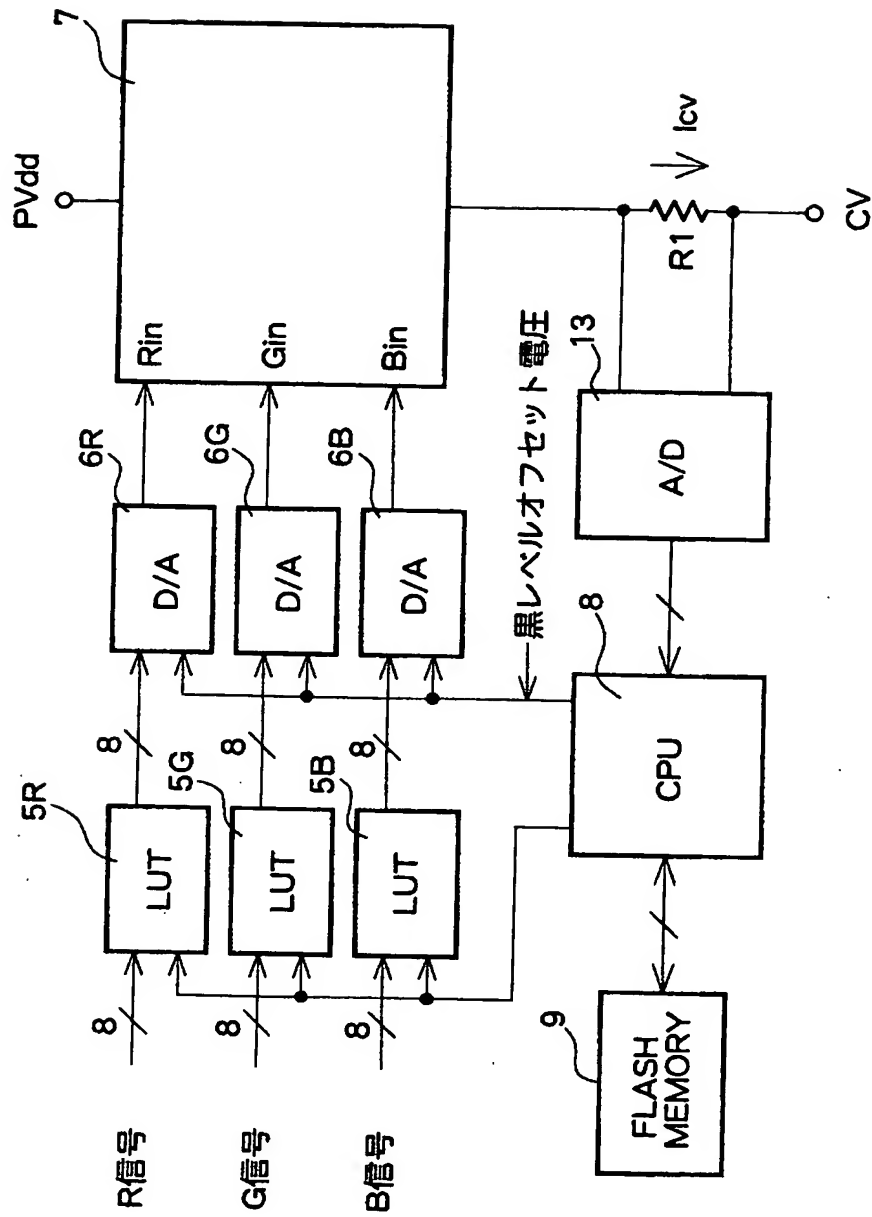 R信号
8
5R
LUT
8
6R
D/A
Rin
PVdd
7
G信号
8
5G
LUT
8
6G
D/A
Gin
B信号
8
5B
LUT
8
6B
D/A
Bin
黒レベルオフセット電圧
9
FLASH
MEMORY
8
CPU
13
A/D
R1
Icv
CV